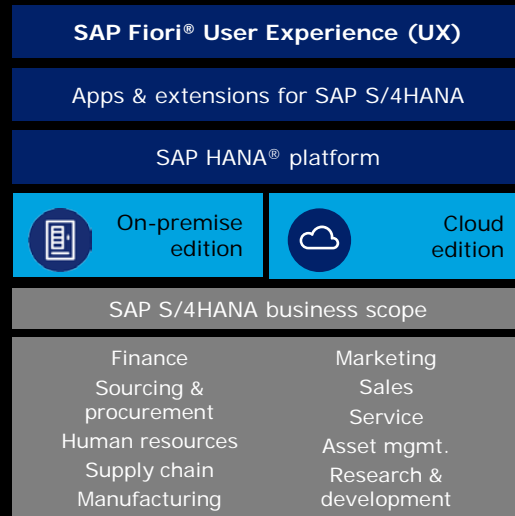 SAP Fiori® User Experience (UX)
Apps & extensions for SAP S/4HANA
SAP HANA® platform
On-premise
edition
Cloud
edition
SAP S/4HANA business scope
Finance
Sourcing &
procurement
Human resources
Supply chain
Manufacturing
Marketing
Sales
Service
Asset mgmt.
Research &
development